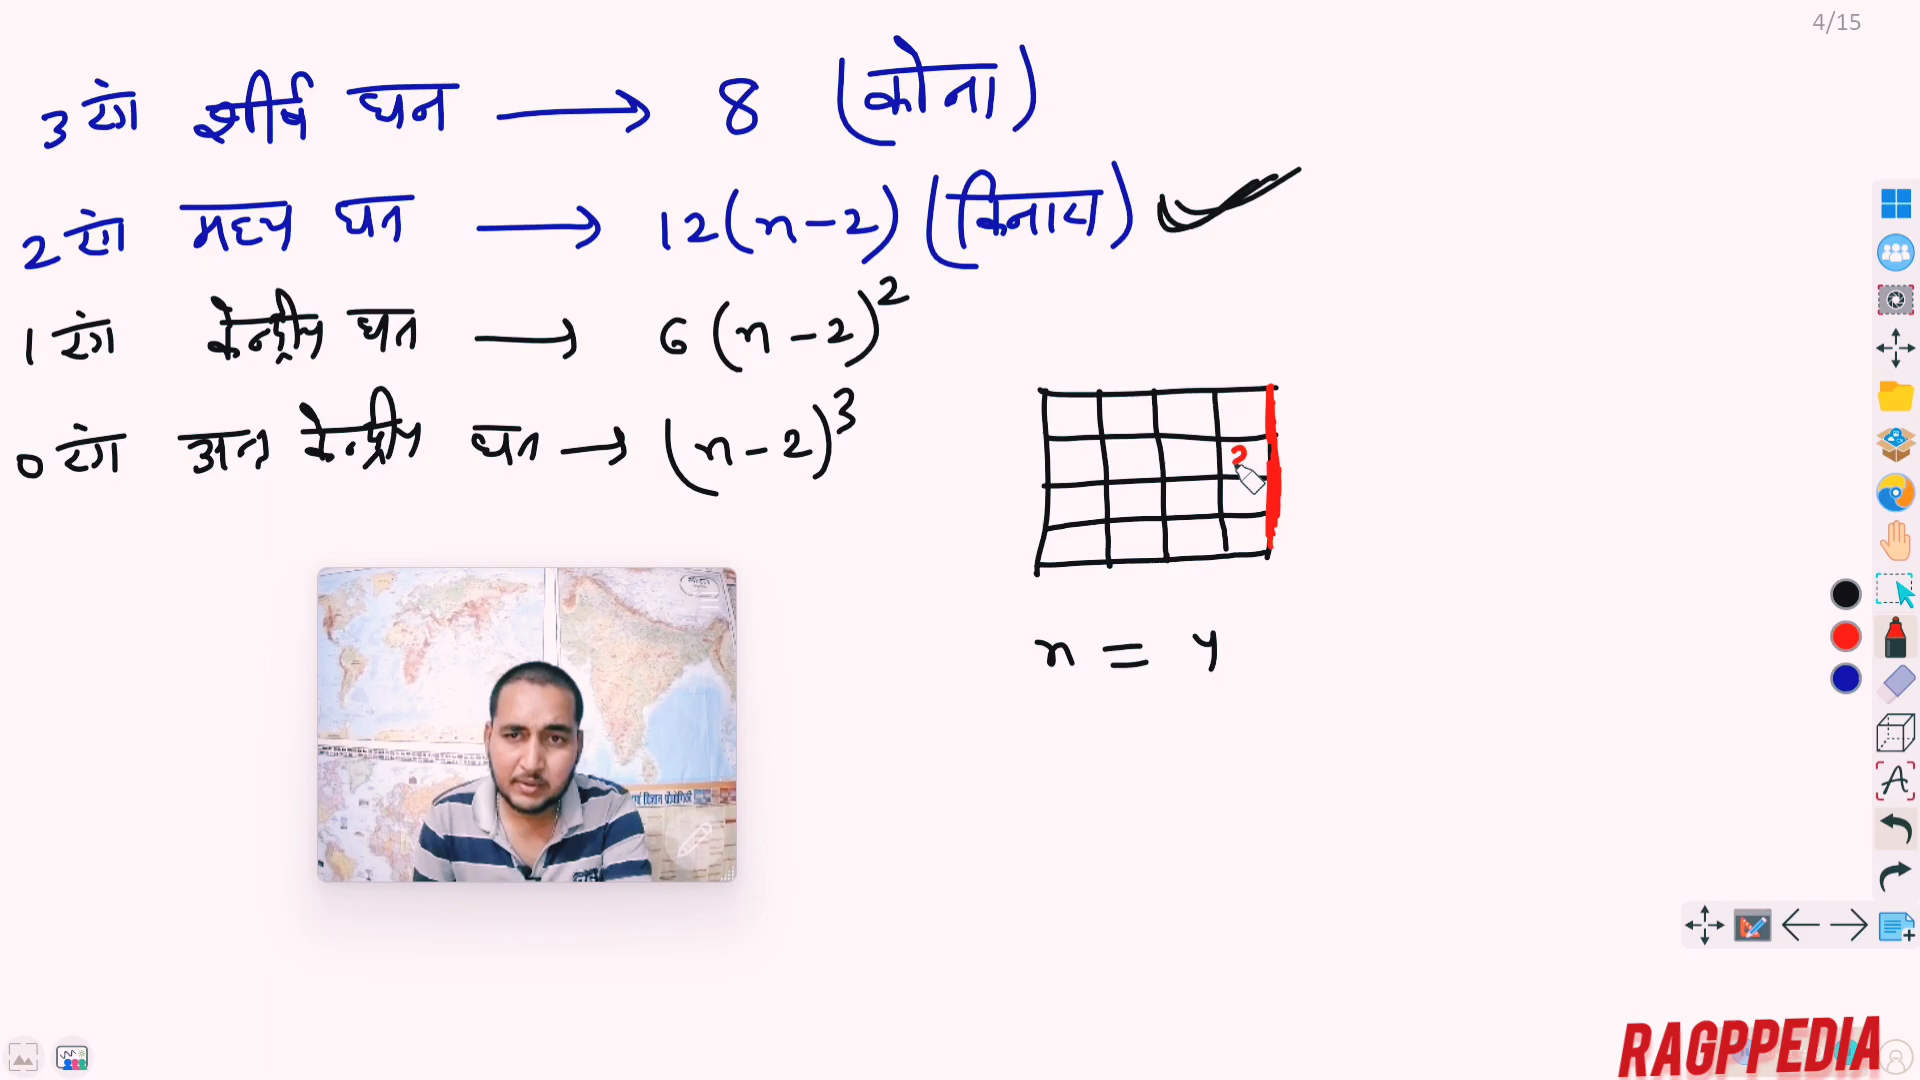 4/15
3 रंग शीर्ष घन → 8 (कोना)
2 रंग मध्य घन → 12(n-2) (किनारा)
1 रंग केन्द्रीय घन → 6(n-2)²
0 रंग अन्तः केन्द्रीय घन → (n-2)³
2
n = 4
विज्ञान प्रौद्योगिकी
A
RAGPPEDIA